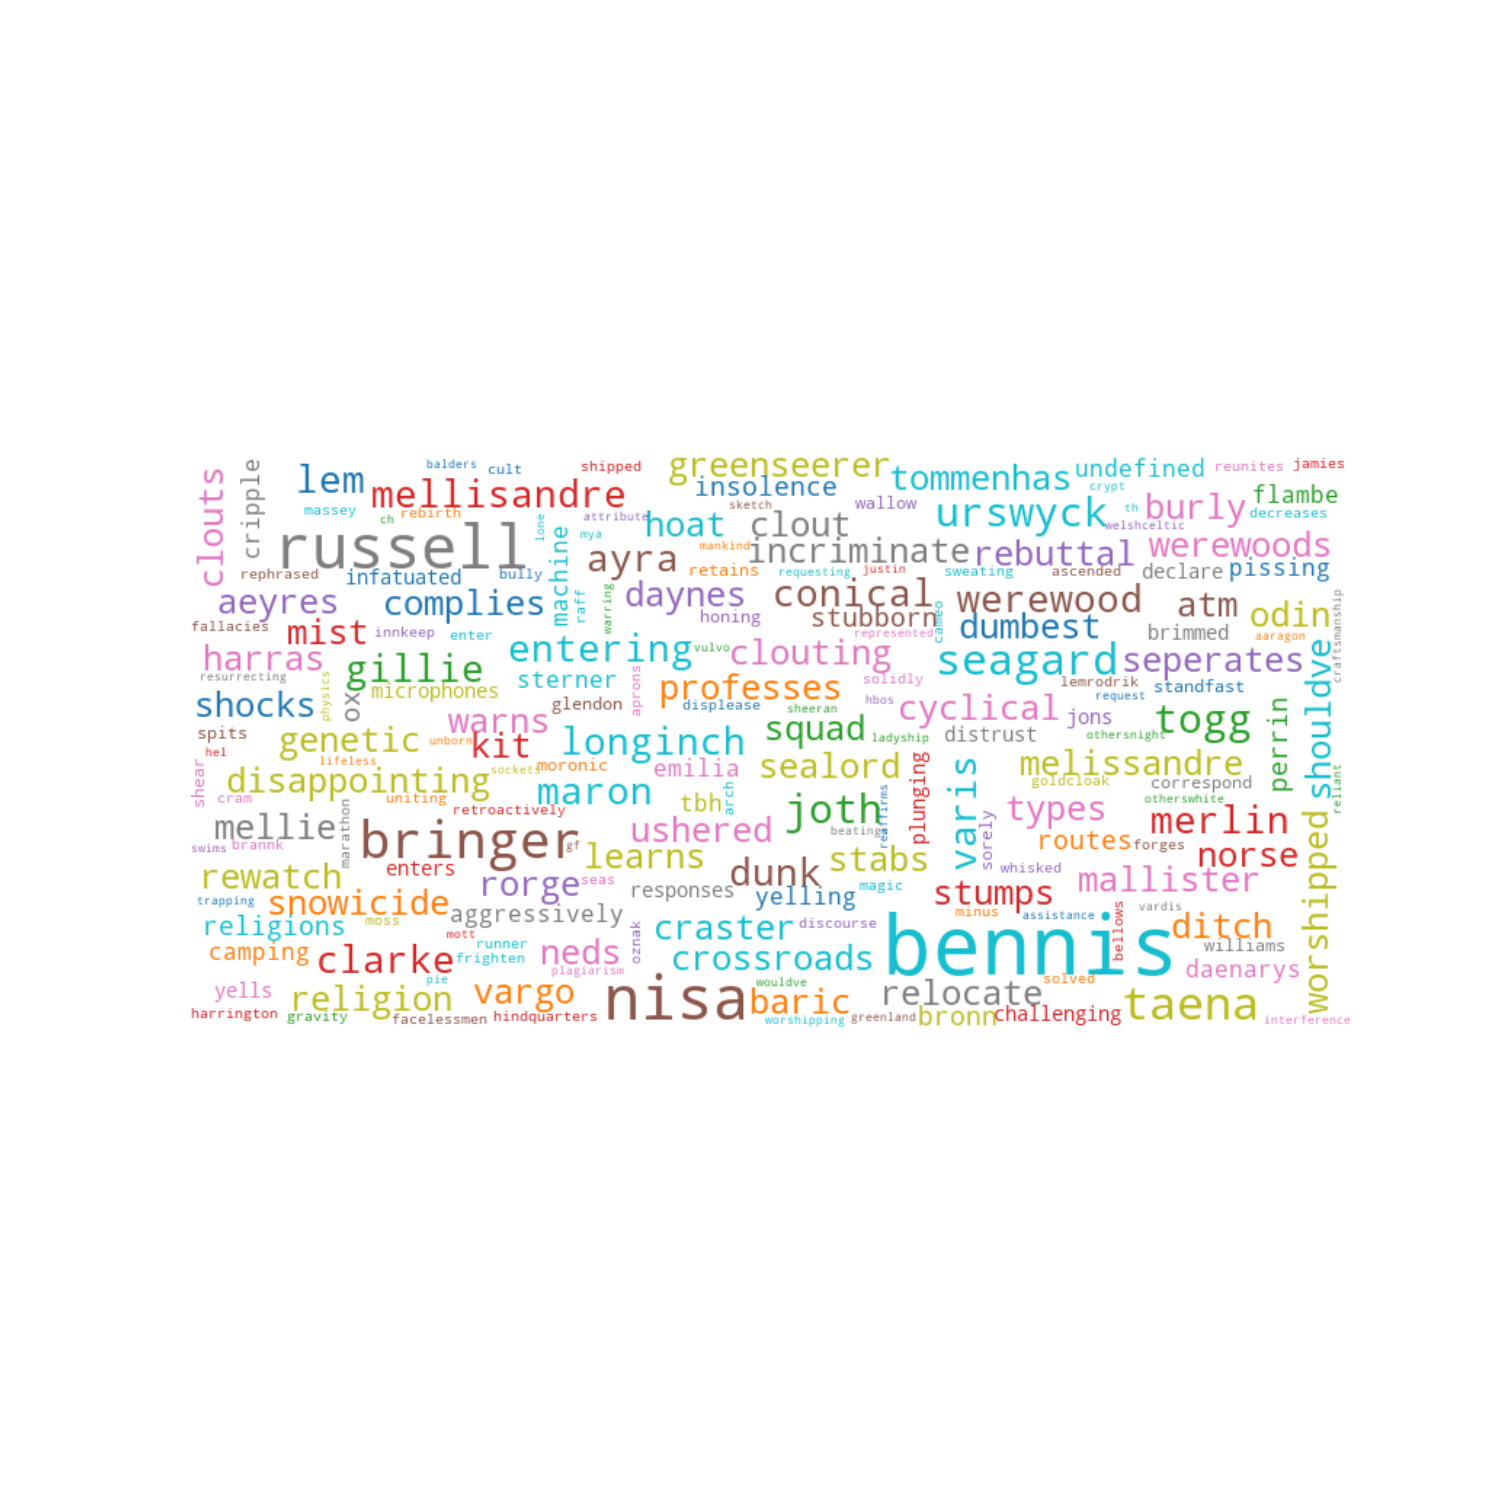 balders cult shipped greenseerer tommenhas undefined reunites jamies
clouts cripple lem mellisandre insolence crypt flambe
massey ch rebirth lone attribute sketch wallow urswyck th burly decreases
russell machine mya hoat clout welshceltic
mankind incriminate rebuttal werewoods
rephrased infatuated bully ayra retains requesting justin sweating ascended declare pissing
aeyres complies raff warring daynes conical werewood atm odin craftsmanship
fallacies mist innkeep enter honing stubborn cameo dumbest brimmed aaragon
harras gillie entering vulvo clouting represented seagard seperates shouldve
resurrecting physics microphones sterner aprons professes solidly lemrodrik standfast
shocks ox glendon displease hbos request
warns sheeran cyclical jons togg perrin
spits genetic unborn kit longinch squad ladyship distrust othersnight
hel lifeless sockets moronic emilia sealord plunging melissandre
shear disappointing goldcloak correspond reliant
cram uniting retroactively maron tbh arch reaffirms varis sorely types otherswhite
mellie marathon bringer gf ushered joth beating routes merlin
swims brannk learns stabs forges norse worshipped
rewatch enters rorge seas responses dunk yelling magic whisked mallister
trapping snowicide aggressively stumps minus assistance vardis
religions moss mott runner oznak craster discourse bennis bellows ditch
camping clarke frighten neds plagiarism crossroads williams
pie wouldve solved daenarys
yells religion vargo nisa baric relocate taena
harrington gravity facelessmen hindquarters worshipping greenland bronn challenging interference